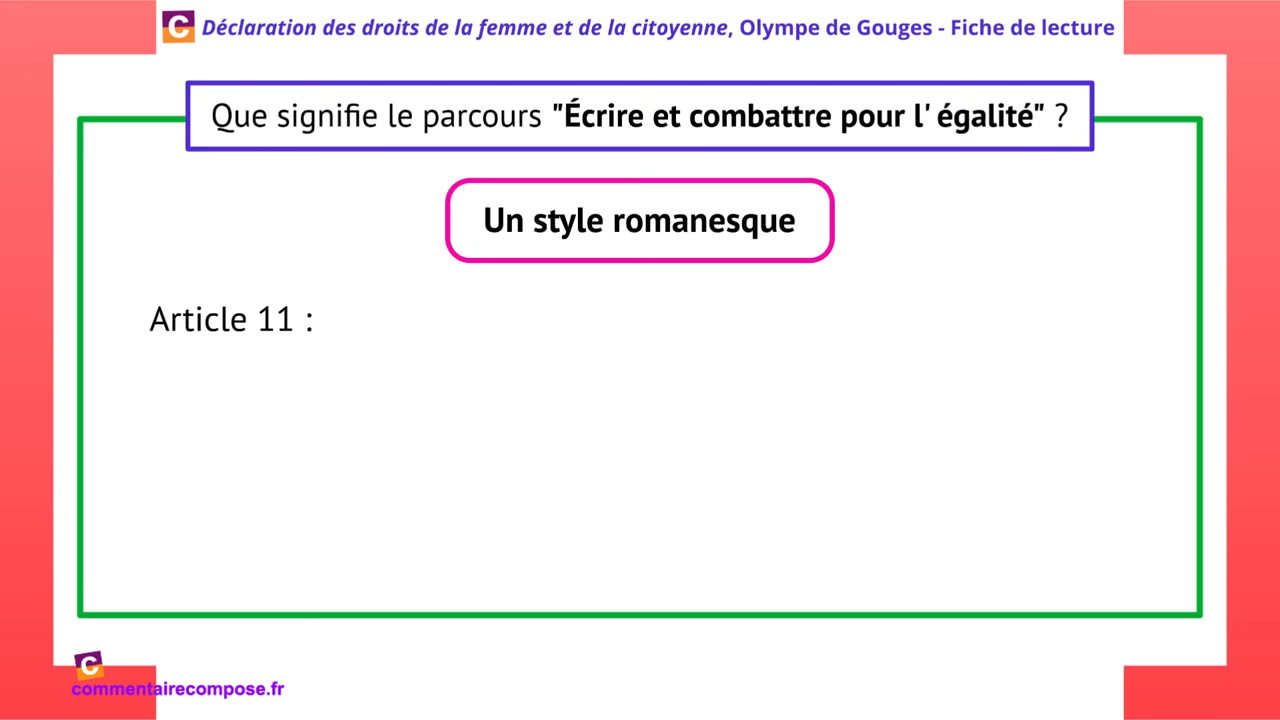 C Déclaration des droits de la femme et de la citoyenne, Olympe de Gouges - Fiche de lecture
Que signifie le parcours "Écrire et combattre pour l' égalité" ?
Un style romanesque
Article 11 :
C
commentairecompose.fr